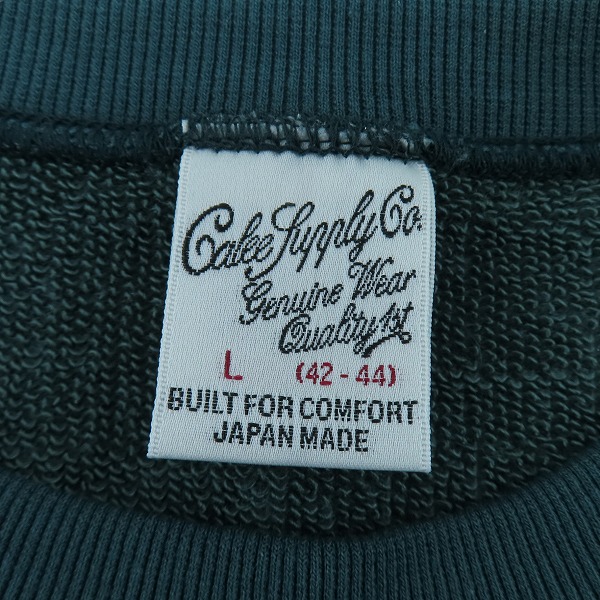 Calee Supply Co.
Genuine Wear
Quality 1st
L (42 - 44)
BUILT FOR COMFORT
JAPAN MADE